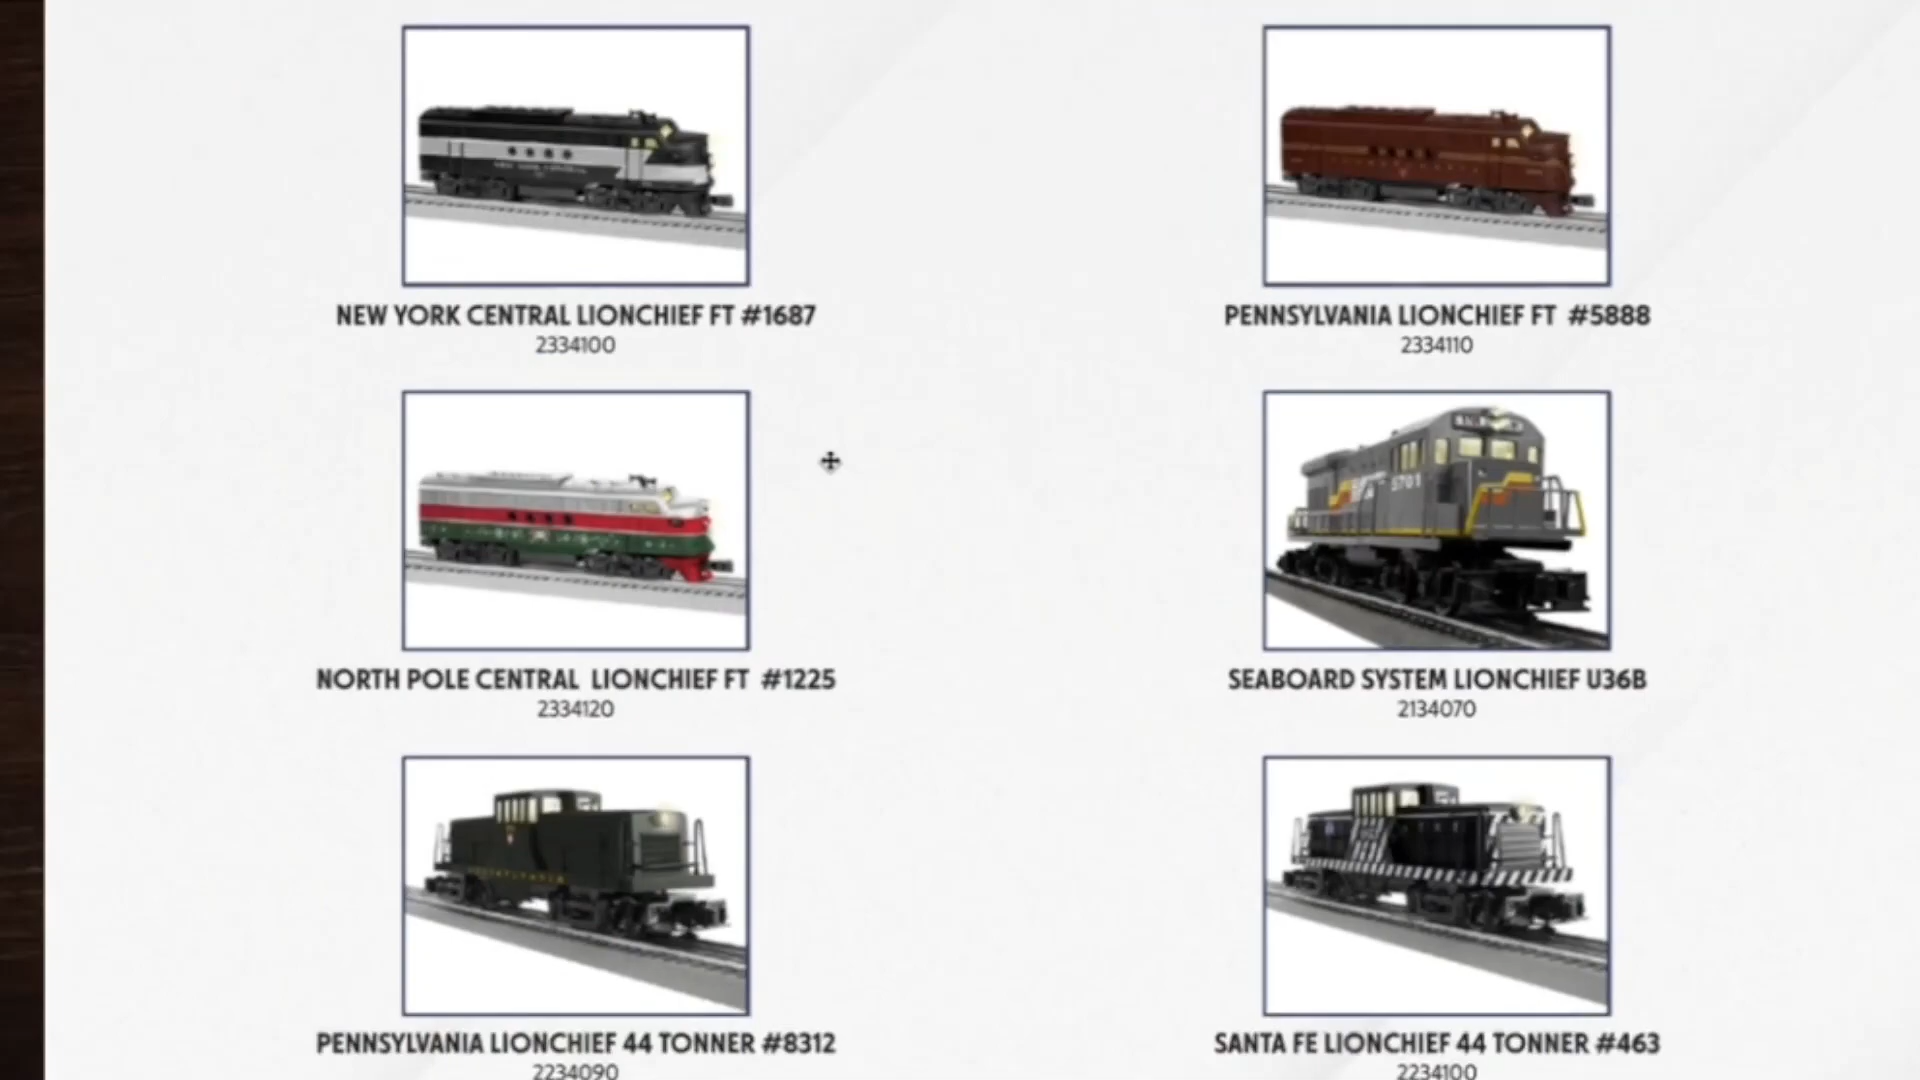 NEW YORK CENTRAL LIONCHIEF FT #1687
2334100
PENNSYLVANIA LIONCHIEF FT #5888
2334110
NORTH POLE CENTRAL LIONCHIEF FT #1225
2334120
5701
SEABOARD SYSTEM LIONCHIEF U36B
2134070
PENNSYLVANIA LIONCHIEF 44 TONNER #8312
2234090
SANTA FE LIONCHIEF 44 TONNER #463
2234100